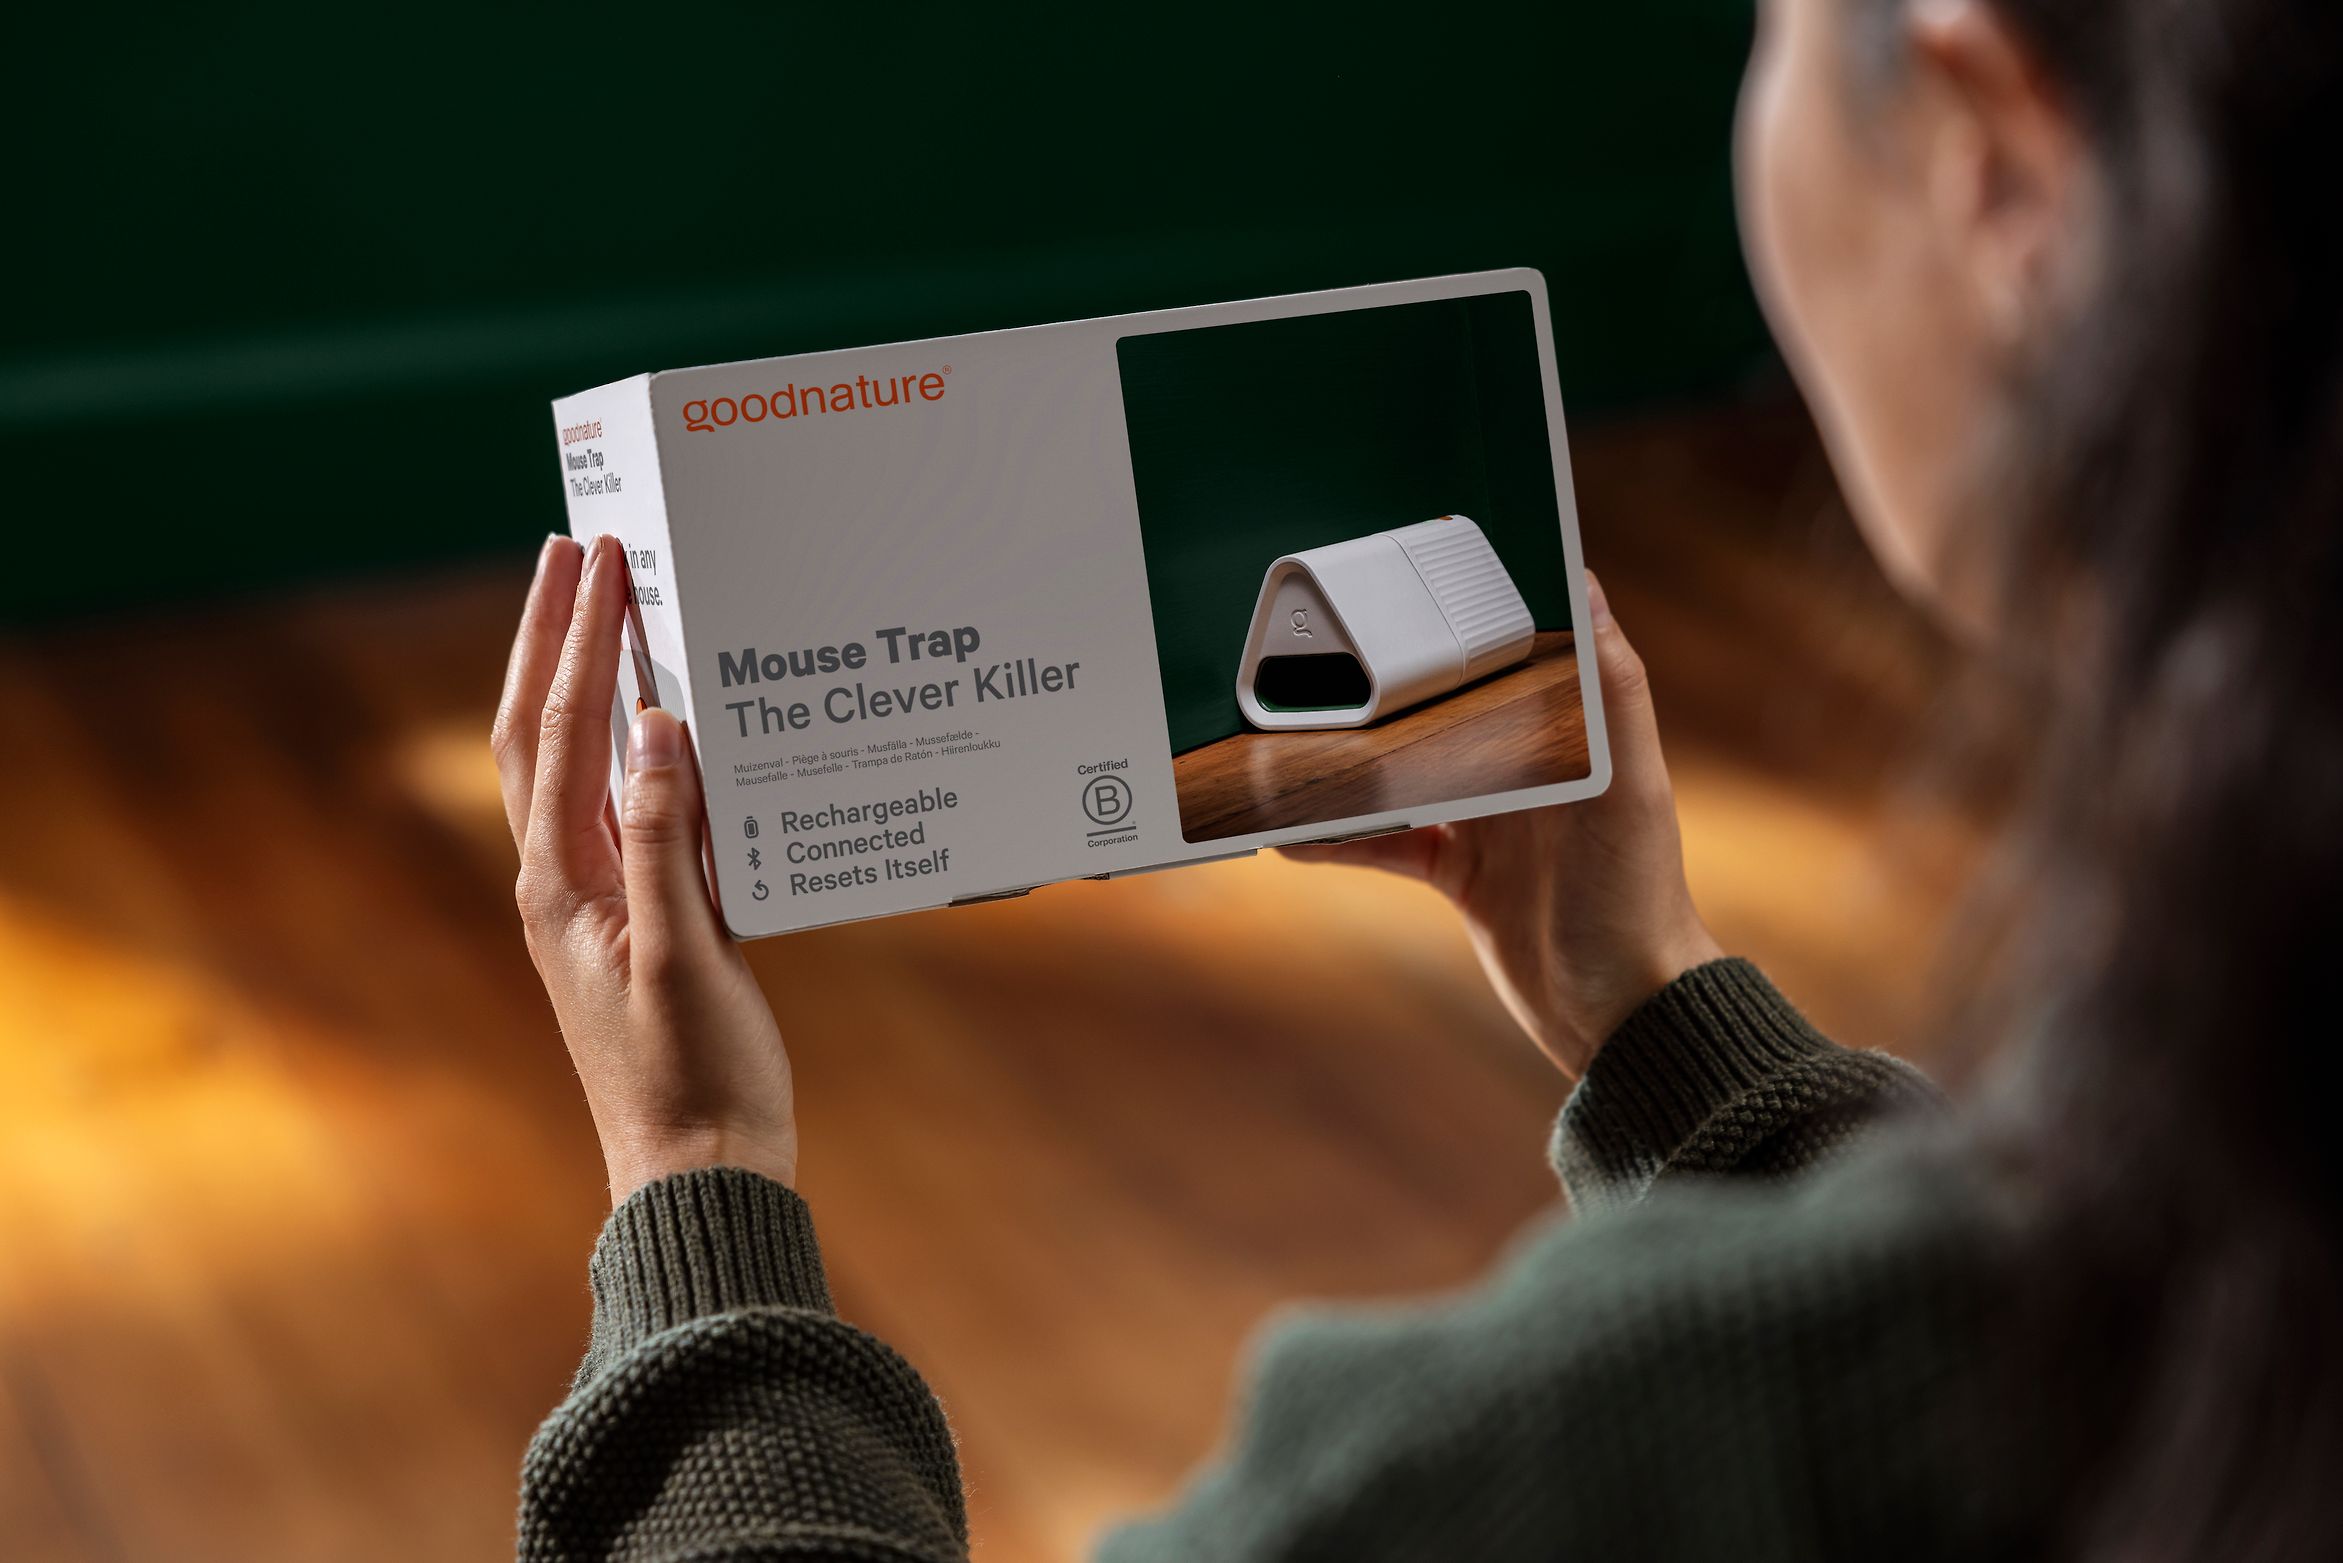 goodnature®
Mouse Trap
The Clever Killer
Muizenval - Piège à souris - Musfälla - Mussefælde -
Mausefalle - Musefelle - Trampa de Ratón - Hiirenloukku
Rechargeable
Connected
Resets Itself
Certified
B
Corporation
goodnature
Mouse Trap
The Clever Killer
in any
house.
g